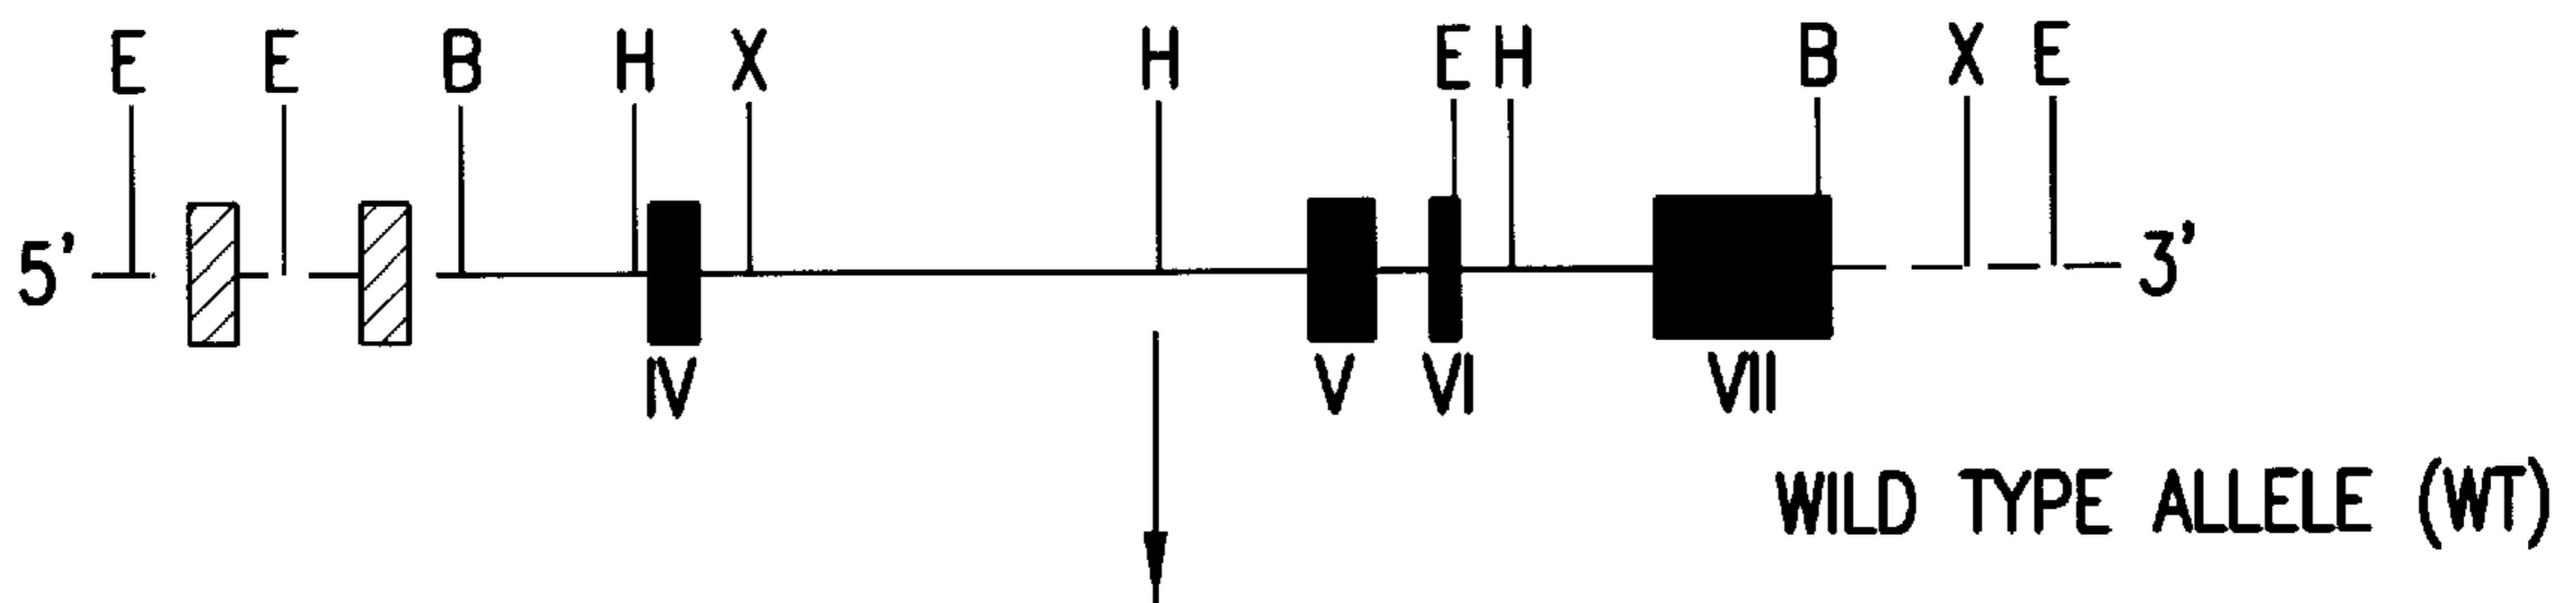 E E B H X H E H B X E
5' 3'
IV V VI VII
WILD TYPE ALLELE (WT)